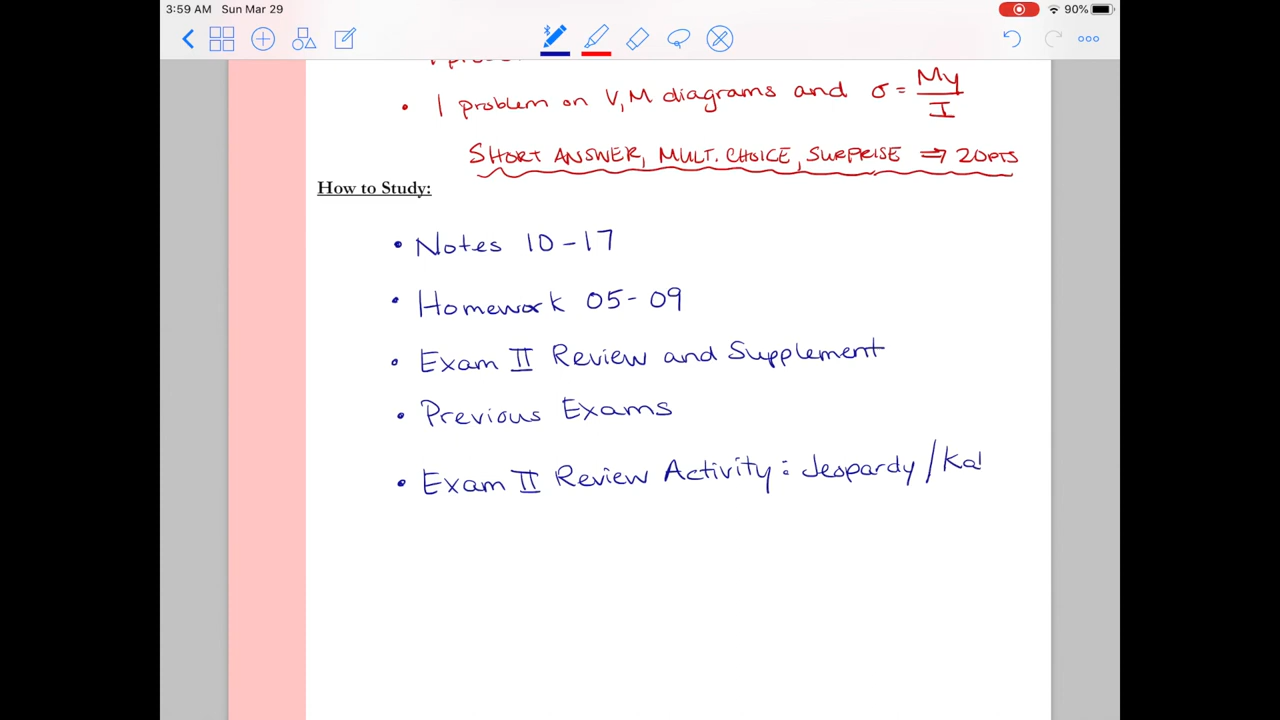 3:59 AM Sun Mar 29
90%
• 1 problem on V, M diagrams and σ = My/I
SHORT ANSWER, MULT. CHOICE, SURPRISE ⇒ 20PTS
How to Study:
• Notes 10-17
• Homework 05-09
• Exam II Review and Supplement
• Previous Exams
• Exam II Review Activity: Jeopardy/Ka